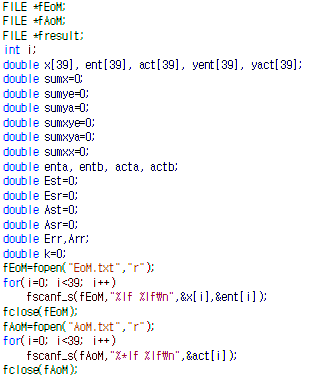 FILE *fEoM;
FILE *fAoM;
FILE *fresult;
int i;
double x[39], ent[39], act[39], yent[39], yact[39];
double sumx=0;
double sumye=0;
double sumya=0;
double sumxye=0;
double sumxya=0;
double sumxx=0;
double enta, entb, acta, actb;
double Est=0;
double Esr=0;
double Ast=0;
double Asr=0;
double Err,Arr;
double k=0;
fEoM=fopen("EoM.txt","r");
for(i=0; i<39; i++)
fscanf_s(fEoM,"%lf %lf₩n",&x[i],&ent[i]);
fclose(fEoM);
fAoM=fopen("AoM.txt","r");
for(i=0; i<39; i++)
fscanf_s(fAoM,"%*lf %lf₩n",&act[i]);
fclose(fAoM);